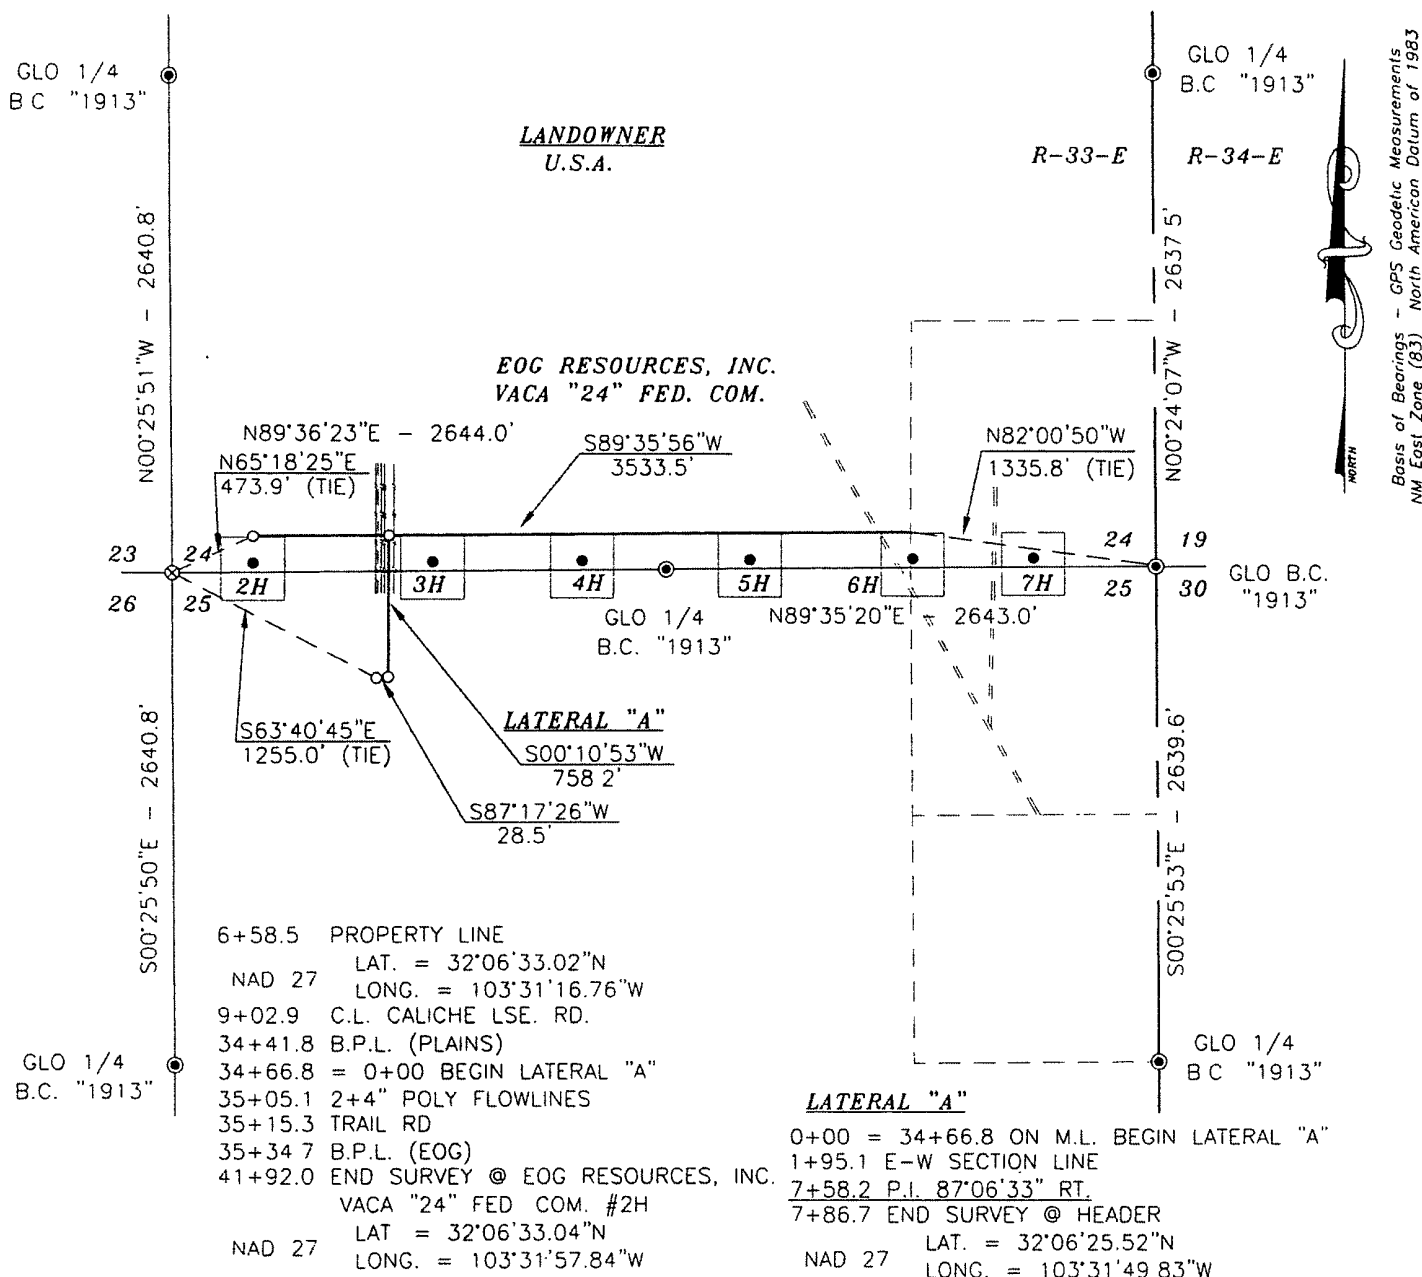 GLO 1/4
B C "1913"
GLO 1/4
B.C "1913"
LANDOWNER
U.S.A.
R-33-E
R-34-E
Basis of Bearings - GPS Geodetic Measurements
NM East Zone (83) North American Datum of 1983
NORTH
N00°25'51"W - 2640.8'
N00°24'07"W - 2637 5'
EOG RESOURCES, INC.
VACA "24" FED. COM.
N89°36'23"E - 2644.0'
N65°18'25"E
473.9' (TIE)
S89°35'56"W
3533.5'
N82°00'50"W
1335.8' (TIE)
23
24
26
25
24
19
25
30
2H
3H
4H
5H
6H
7H
GLO B.C.
"1913"
GLO 1/4
B.C. "1913"
N89°35'20"E - 2643.0'
S63°40'45"E
1255.0' (TIE)
LATERAL "A"
S00°10'53"W
758 2'
S87°17'26"W
28.5'
S00°25'50"E - 2640.8'
S00°25'53"E - 2639.6'
GLO 1/4
B.C. "1913"
GLO 1/4
B C "1913"
6+58.5 PROPERTY LINE
NAD 27
LAT. = 32°06'33.02"N
LONG. = 103°31'16.76"W
9+02.9 C.L. CALICHE LSE. RD.
34+41.8 B.P.L. (PLAINS)
34+66.8 = 0+00 BEGIN LATERAL "A"
35+05.1 2+4" POLY FLOWLINES
35+15.3 TRAIL RD
35+34 7 B.P.L. (EOG)
41+92.0 END SURVEY @ EOG RESOURCES, INC.
VACA "24" FED COM. #2H
NAD 27
LAT = 32°06'33.04"N
LONG. = 103°31'57.84"W
LATERAL "A"
0+00 = 34+66.8 ON M.L. BEGIN LATERAL "A"
1+95.1 E-W SECTION LINE
7+58.2 P.I. 87°06'33" RT.
7+86.7 END SURVEY @ HEADER
NAD 27
LAT. = 32°06'25.52"N
LONG. = 103°31'49 83"W